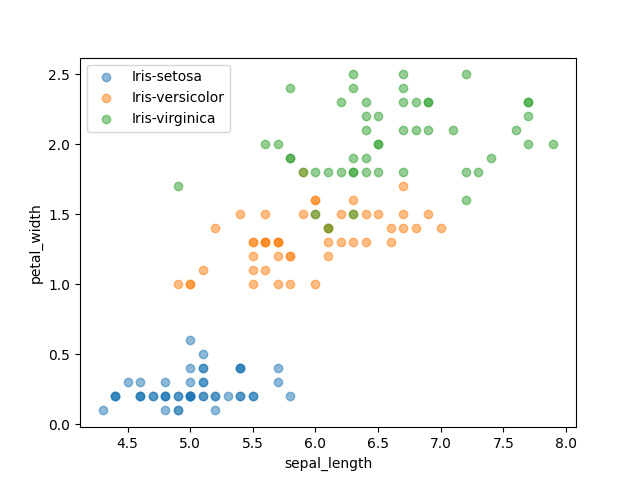 Iris-setosa
Iris-versicolor
Iris-virginica
2.5
2.0
1.5
1.0
0.5
0.0
petal_width
4.5 5.0 5.5 6.0 6.5 7.0 7.5 8.0
sepal_length